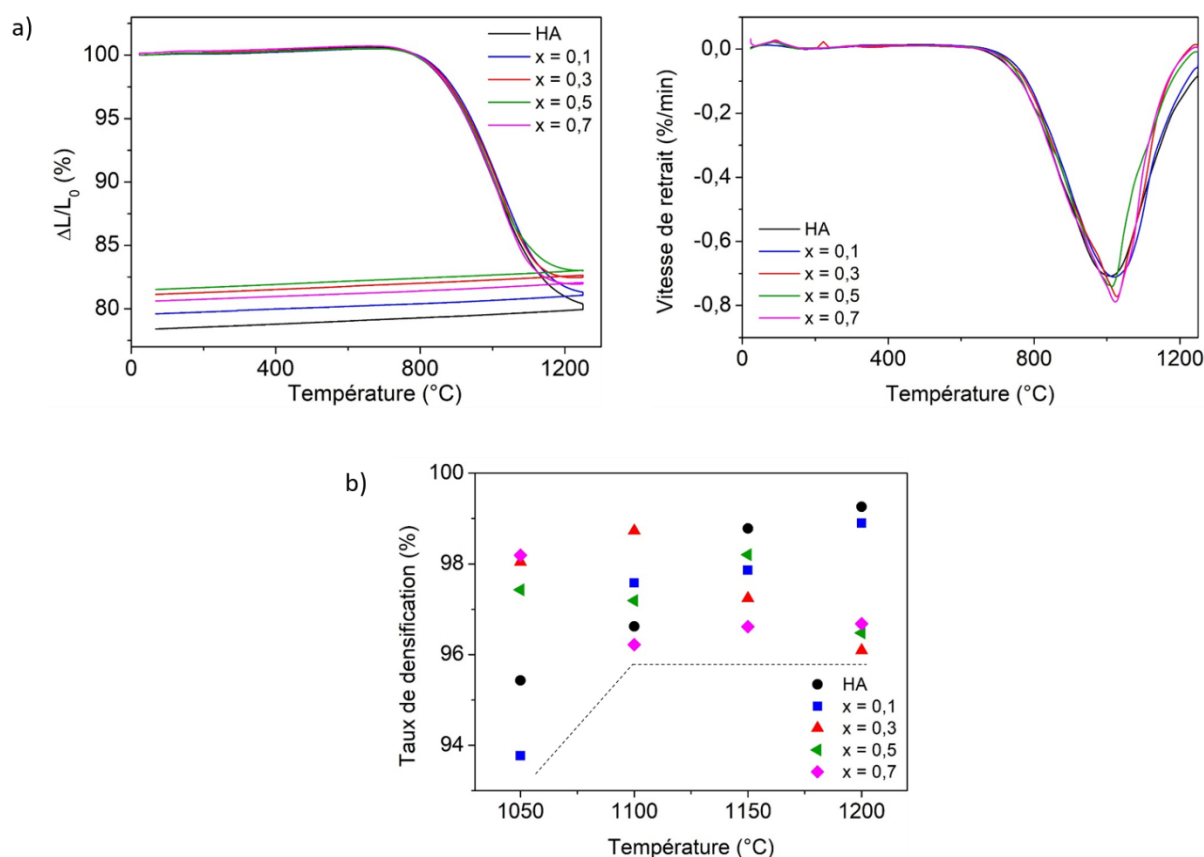 a)
ΔL/L₀ (%)
100
95
90
85
80
HA
x = 0,1
x = 0,3
x = 0,5
x = 0,7
0
400
800
1200
Température (°C)
Vitesse de retrait (%/min)
0,0
-0,2
-0,4
-0,6
-0,8
HA
x = 0,1
x = 0,3
x = 0,5
x = 0,7
0
400
800
1200
Température (°C)
b)
Taux de densification (%)
100
98
96
94
HA
x = 0,1
x = 0,3
x = 0,5
x = 0,7
1050
1100
1150
1200
Température (°C)